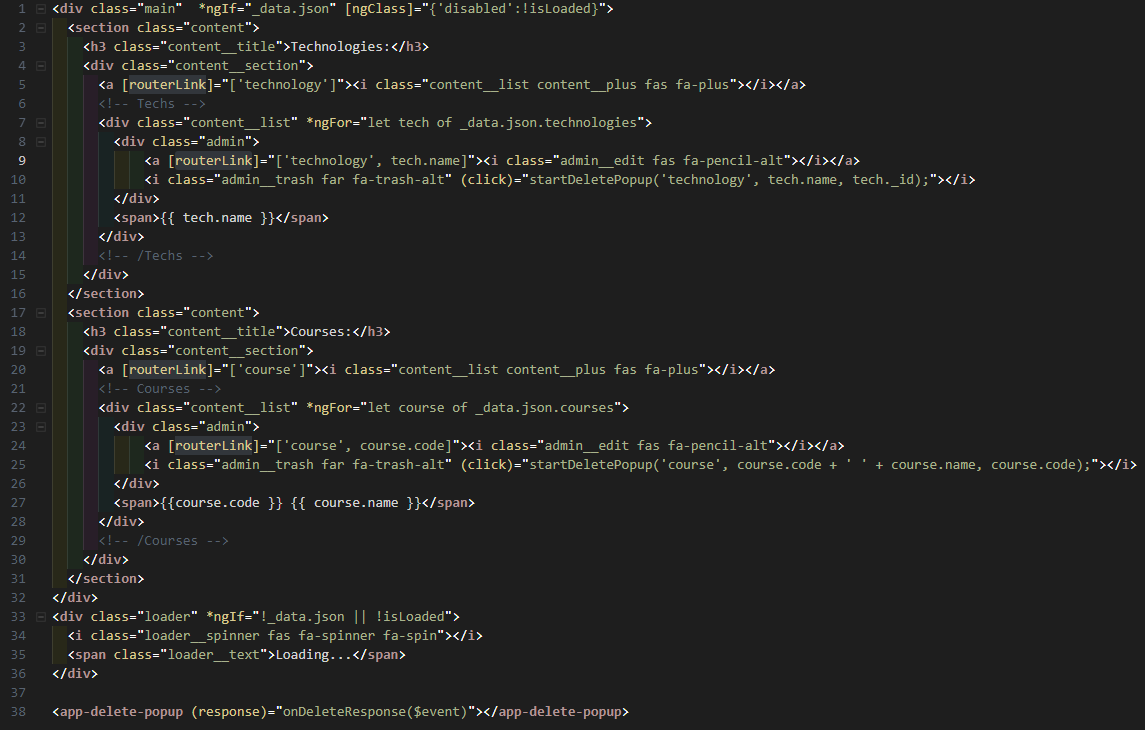 1 <div class="main"  *ngIf="_data.json" [ngClass]="{'disabled':!isLoaded}">
2   <section class="content">
3     <h3 class="content__title">Technologies:</h3>
4     <div class="content__section">
5       <a [routerLink]="['technology']"><i class="content__list content__plus fas fa-plus"></i></a>
6       <!-- Techs -->
7       <div class="content__list" *ngFor="let tech of _data.json.technologies">
8         <div class="admin">
9             <a [routerLink]="['technology', tech.name]"><i class="admin__edit fas fa-pencil-alt"></i></a>
10             <i class="admin__trash far fa-trash-alt" (click)="startDeletePopup('technology', tech.name, tech._id);"></i>
11         </div>
12         <span>{{ tech.name }}</span>
13       </div>
14       <!-- /Techs -->
15     </div>
16   </section>
17   <section class="content">
18     <h3 class="content__title">Courses:</h3>
19     <div class="content__section">
20       <a [routerLink]="['course']"><i class="content__list content__plus fas fa-plus"></i></a>
21       <!-- Courses -->
22       <div class="content__list" *ngFor="let course of _data.json.courses">
23         <div class="admin">
24             <a [routerLink]="['course', course.code]"><i class="admin__edit fas fa-pencil-alt"></i></a>
25             <i class="admin__trash far fa-trash-alt" (click)="startDeletePopup('course', course.code + ' ' + course.name, course.code);"></i>
26         </div>
27         <span>{{course.code }} {{ course.name }}</span>
28       </div>
29       <!-- /Courses -->
30     </div>
31   </section>
32 </div>
33 <div class="loader" *ngIf="!_data.json || !isLoaded">
34   <i class="loader__spinner fas fa-spinner fa-spin"></i>
35   <span class="loader__text">Loading...</span>
36 </div>
37
38 <app-delete-popup (response)="onDeleteResponse($event)"></app-delete-popup>